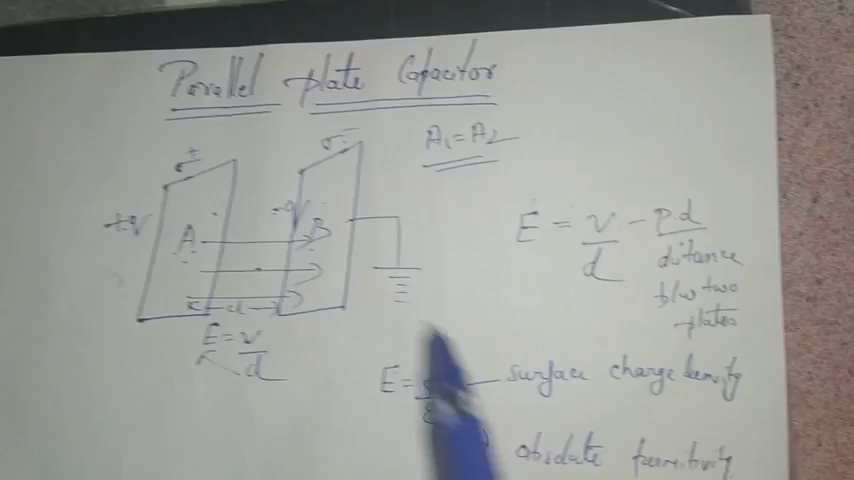 Parallel plate Capacitor
A₁=A₂
σ+
σ-
+q
-q
A
B
d
E = v/d
E = v/d - p.d
distance
b/w two
plates
E = 
surface charge density
absolute permitivity